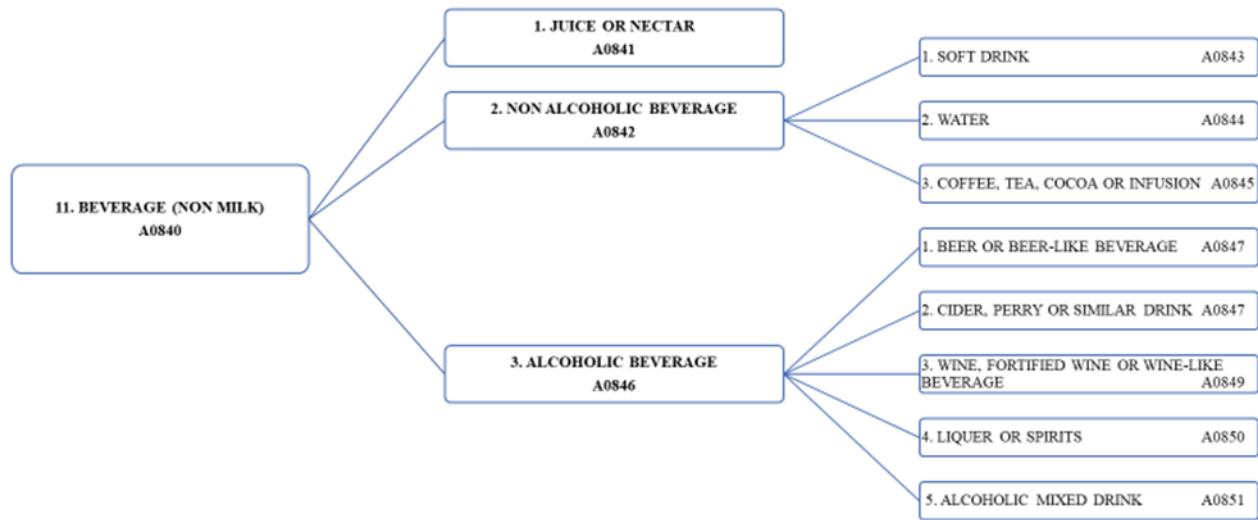 1. JUICE OR NECTAR
A0841
1. SOFT DRINK A0843
2. NON ALCOHOLIC BEVERAGE
A0842
2. WATER A0844
3. COFFEE, TEA, COCOA OR INFUSION A0845
11. BEVERAGE (NON MILK)
A0840
1. BEER OR BEER-LIKE BEVERAGE A0847
2. CIDER, PERRY OR SIMILAR DRINK A0847
3. ALCOHOLIC BEVERAGE
A0846
3. WINE, FORTIFIED WINE OR WINE-LIKE
BEVERAGE A0849
4. LIQUER OR SPIRITS A0850
5. ALCOHOLIC MIXED DRINK A0851